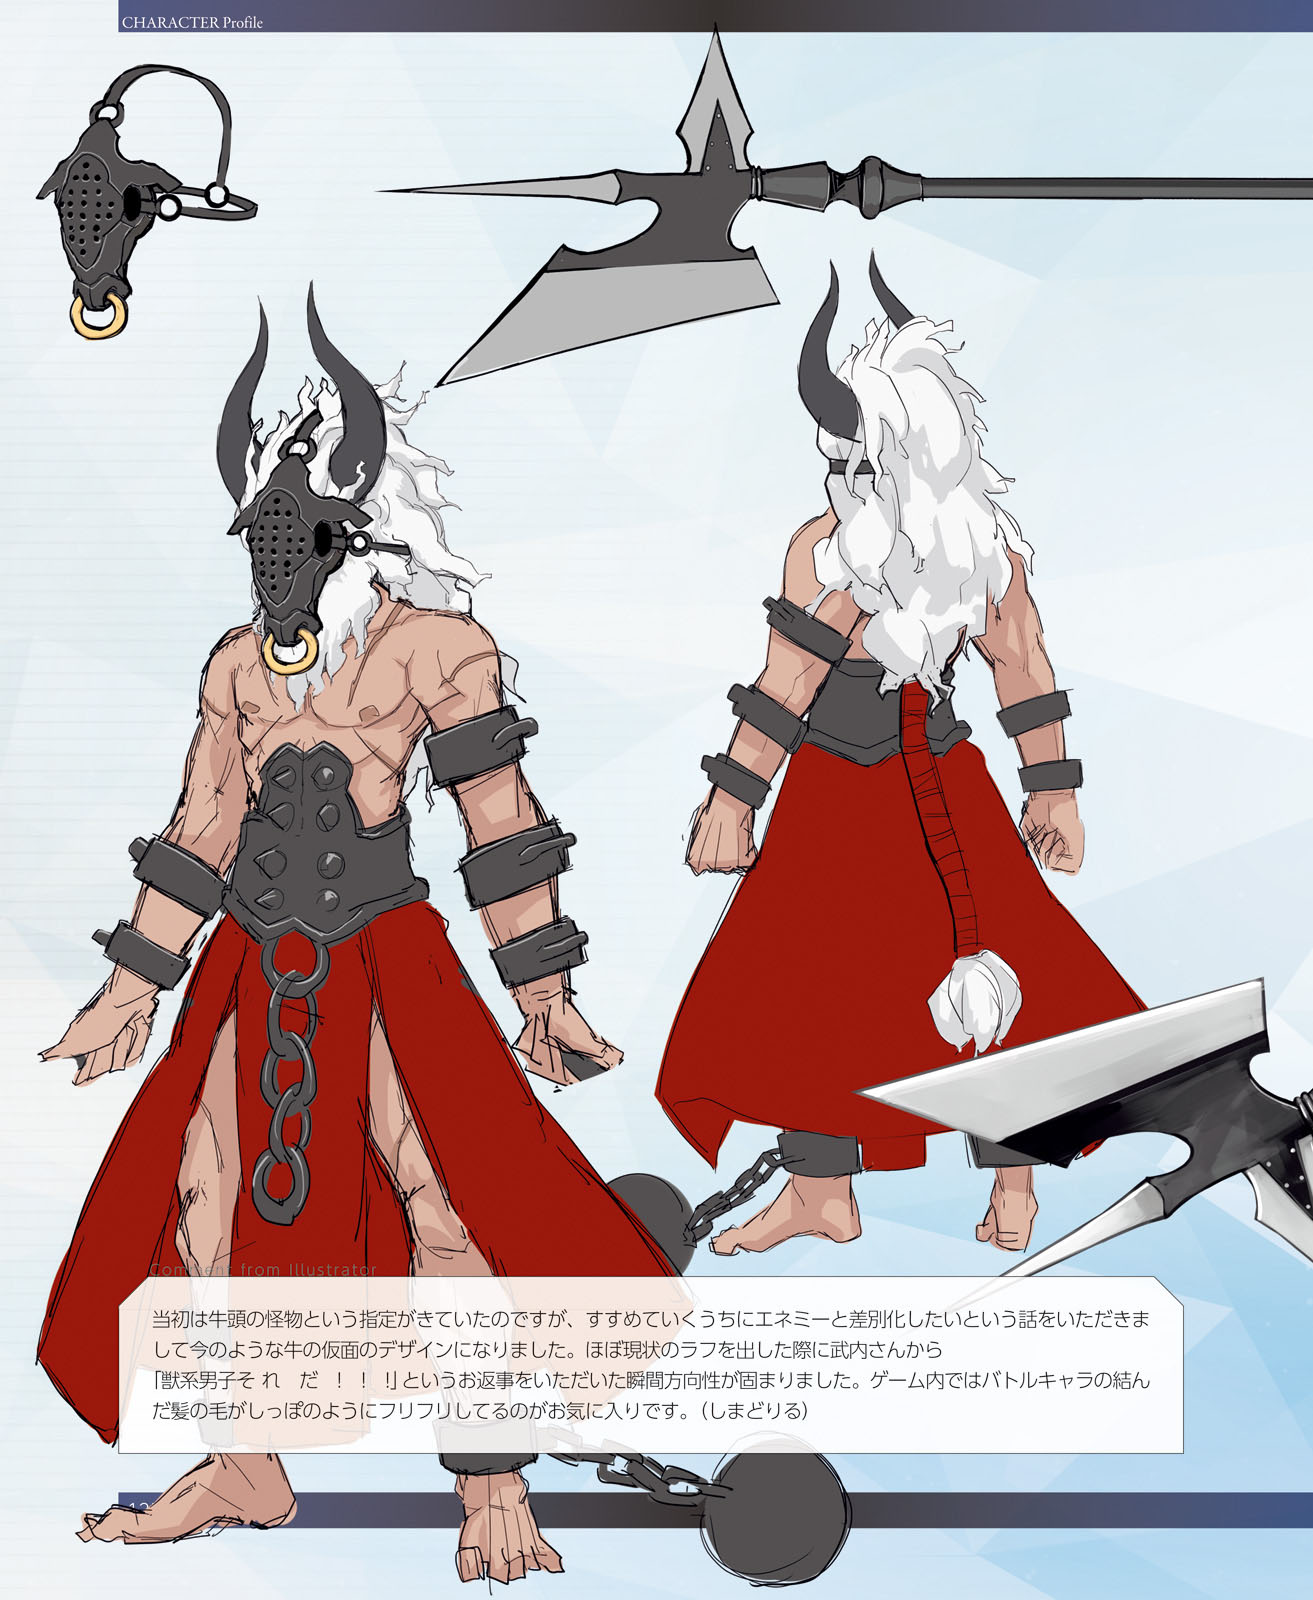 CHARACTER Profile
Comment from Illustrator
当初は牛頭の怪物という指定がきていたのですが、すすめていくうちにエネミーと差別化したいという話をいただきま
して今のような牛の仮面のデザインになりました。ほぼ現状のラフを出した際に武内さんから
「獣系男子そ れ　だ　！　！　！」というお返事をいただいた瞬間方向性が固まりました。ゲーム内ではバトルキャラの結ん
だ髪の毛がしっぽのようにフリフリしてるのがお気に入りです。（しまどりる）